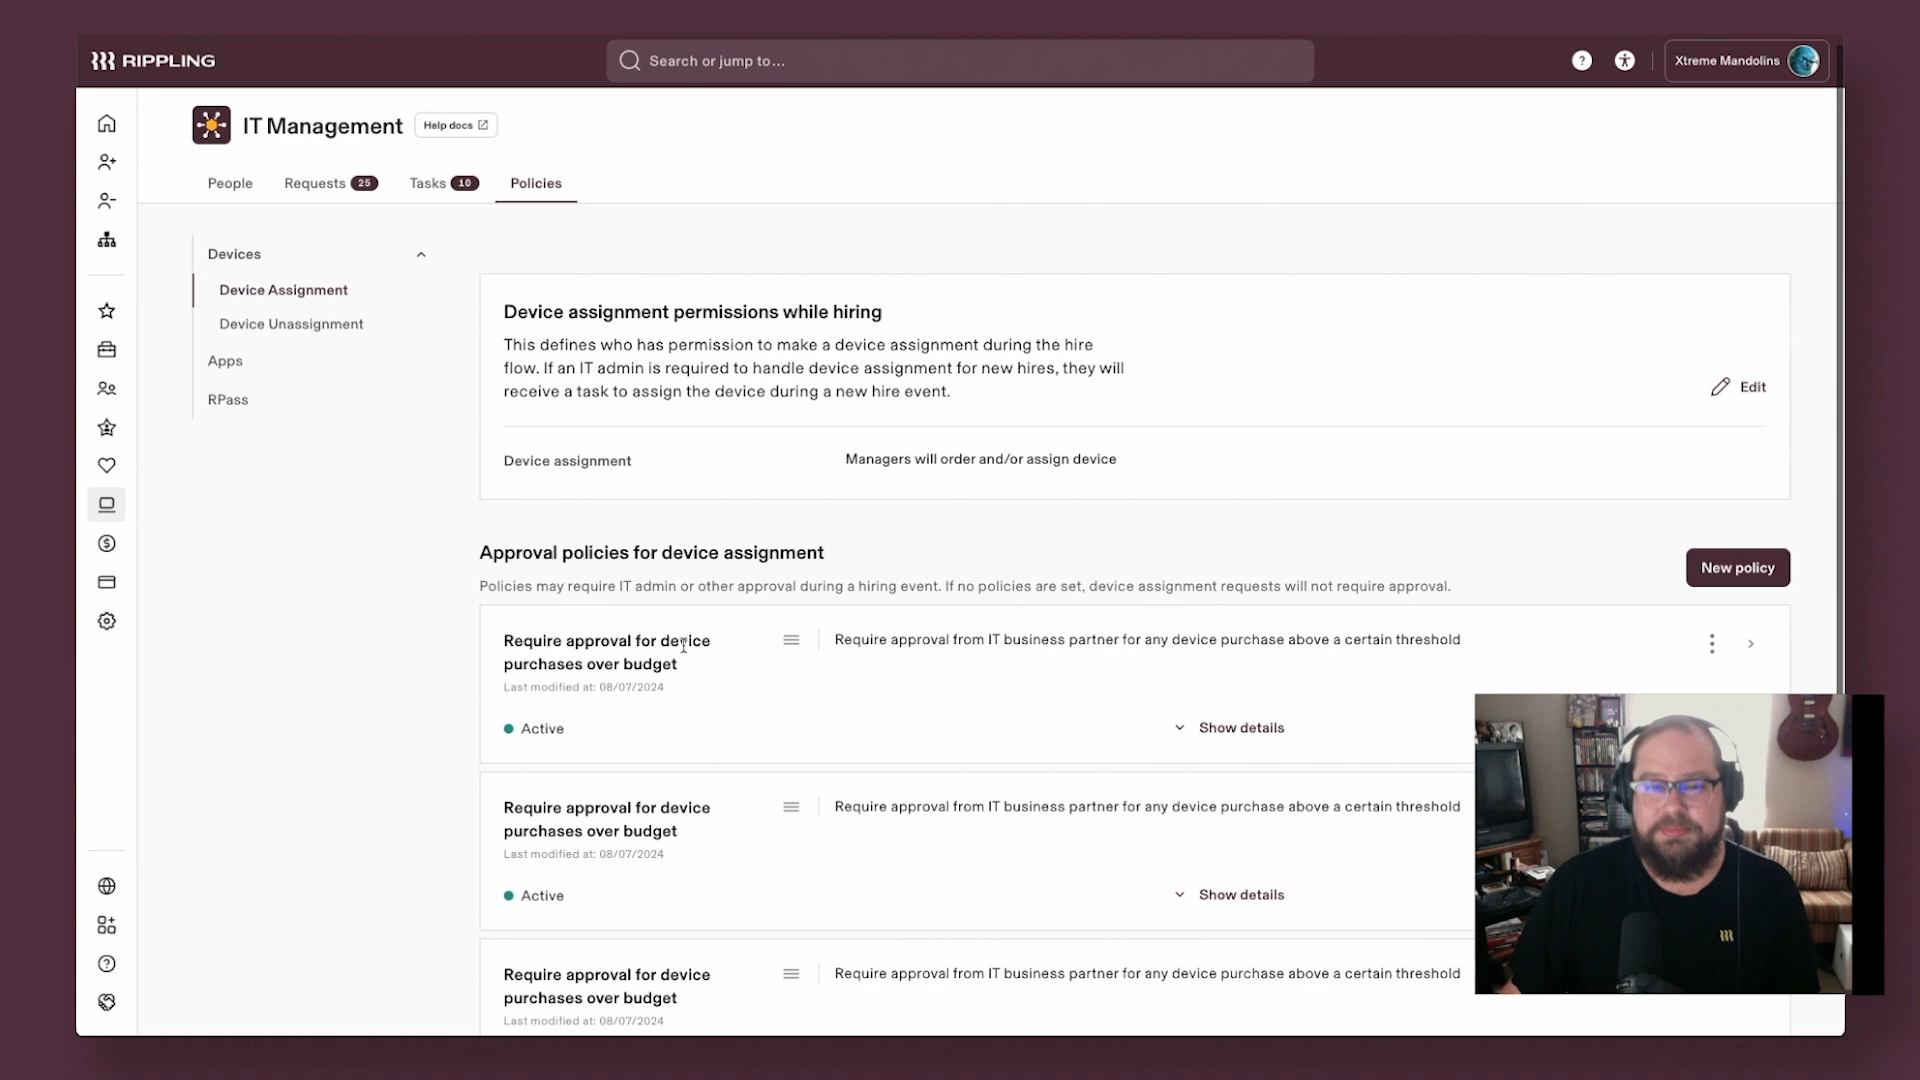 RIPPLING
Search or jump to...
?
Xtreme Mandolins
IT Management
Help docs
People
Requests 25
Tasks 10
Policies
Devices
Device Assignment
Device Unassignment
Apps
RPass
Device assignment permissions while hiring
This defines who has permission to make a device assignment during the hire
flow. If an IT admin is required to handle device assignment for new hires, they will
receive a task to assign the device during a new hire event.
Edit
Device assignment
Managers will order and/or assign device
Approval policies for device assignment
Policies may require IT admin or other approval during a hiring event. If no policies are set, device assignment requests will not require approval.
New policy
Require approval for device
purchases over budget
Last modified at: 08/07/2024
Require approval from IT business partner for any device purchase above a certain threshold
Active
Show details
Require approval for device
purchases over budget
Last modified at: 08/07/2024
Require approval from IT business partner for any device purchase above a certain threshold
Active
Show details
Require approval for device
purchases over budget
Last modified at: 08/07/2024
Require approval from IT business partner for any device purchase above a certain threshold